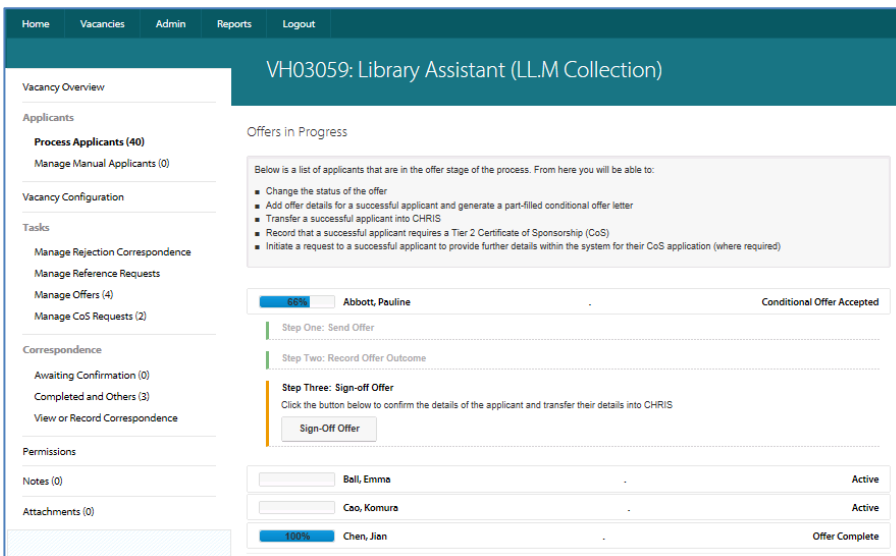 Home Vacancies Admin Reports Logout
VH03059: Library Assistant (LL.M Collection)
Vacancy Overview
Applicants
Process Applicants (40)
Manage Manual Applicants (0)
Vacancy Configuration
Tasks
Manage Rejection Correspondence
Manage Reference Requests
Manage Offers (4)
Manage CoS Requests (2)
Correspondence
Awaiting Confirmation (0)
Completed and Others (3)
View or Record Correspondence
Permissions
Notes (0)
Attachments (0)
Offers in Progress
Below is a list of applicants that are in the offer stage of the process. From here you will be able to:
Change the status of the offer
Add offer details for a successful applicant and generate a part-filled conditional offer letter
Transfer a successful applicant into CHRIS
Record that a successful applicant requires a Tier 2 Certificate of Sponsorship (CoS)
Initiate a request to a successful applicant to provide further details within the system for their CoS application (where required)
66% Abbott, Pauline . Conditional Offer Accepted
Step One: Send Offer
Step Two: Record Offer Outcome
Step Three: Sign-off Offer
Click the button below to confirm the details of the applicant and transfer their details into CHRIS
Sign-Off Offer
Ball, Emma . Active
Cao, Komura . Active
100% Chen, Jian . Offer Complete